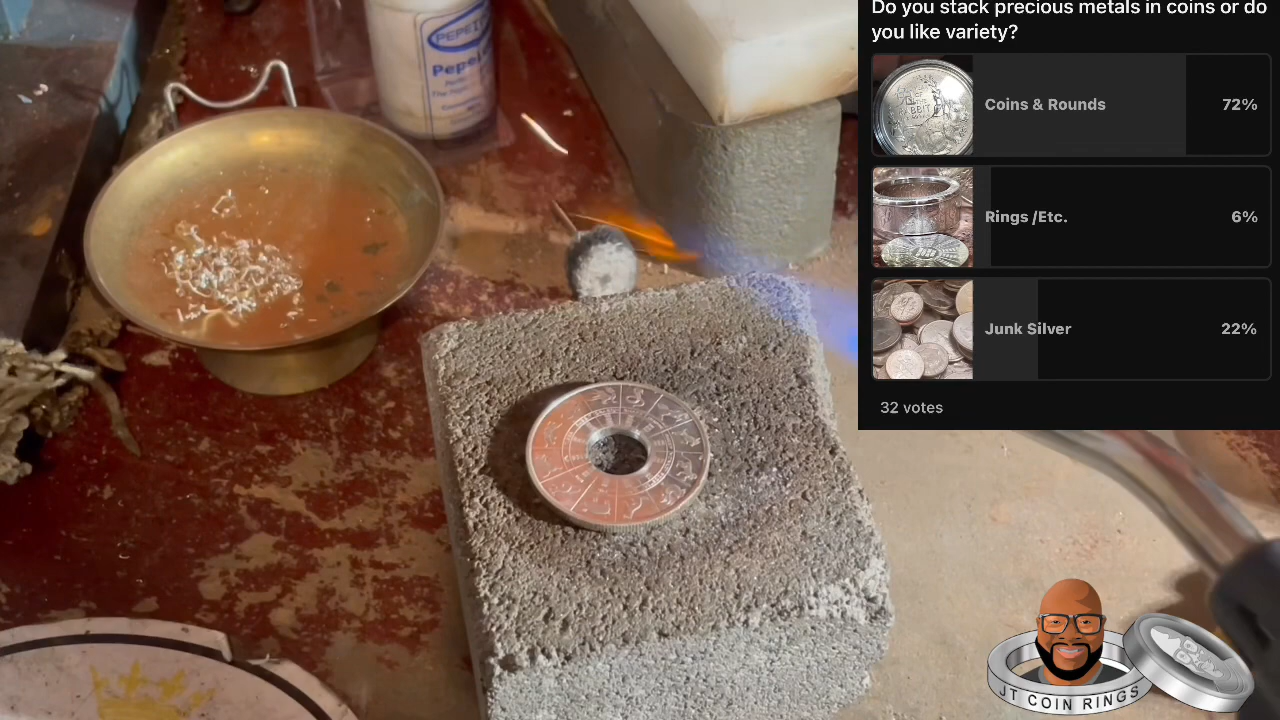 PEPE
Pepe
Do you stack precious metals in coins or do
you like variety?
Coins & Rounds 72%
Rings /Etc. 6%
Junk Silver 22%
32 votes
JT COIN RINGS